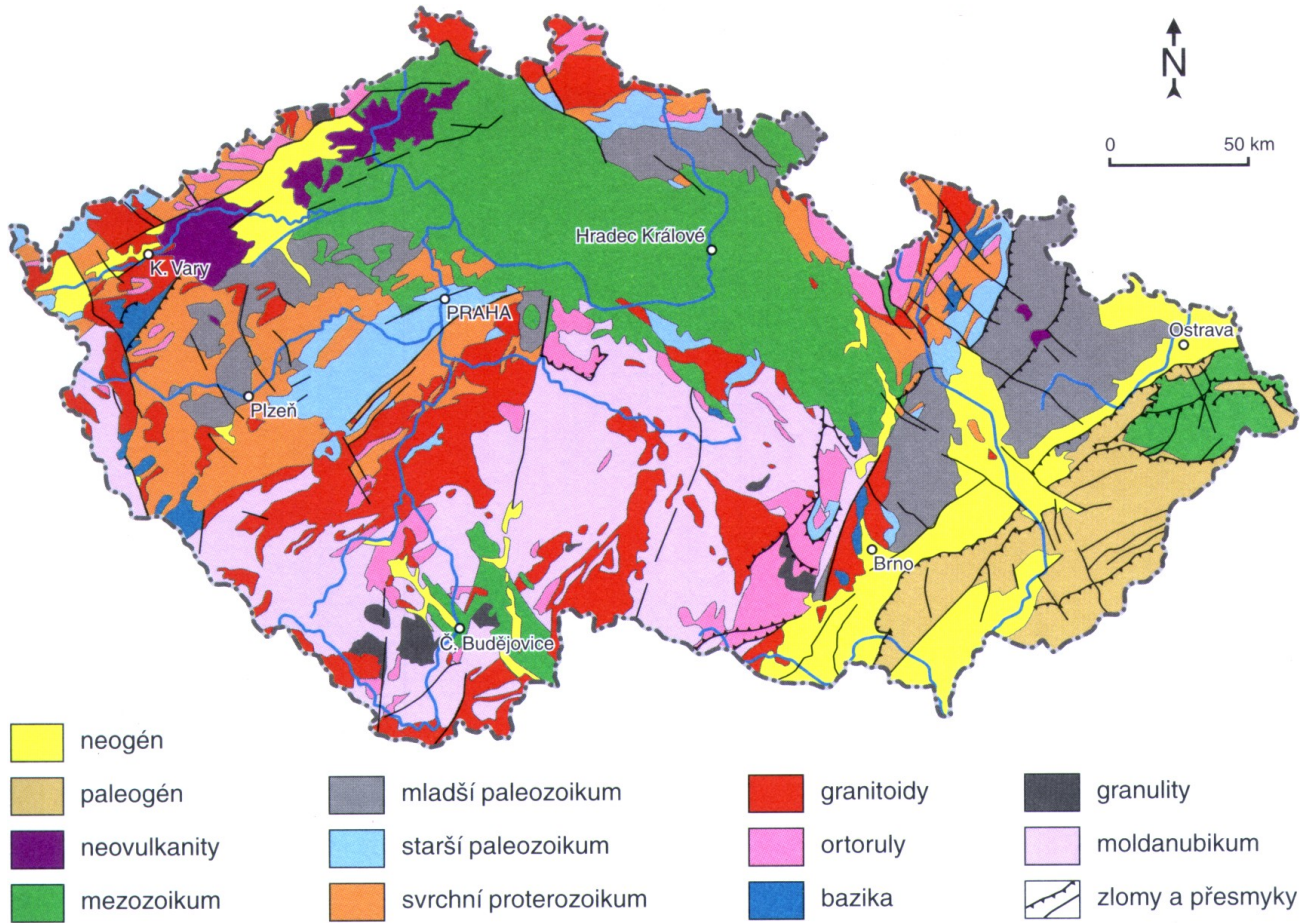 N
0 50 km
Hradec Králové
K. Vary
PRAHA
Ostrava
Plzeň
Brno
Č. Budějovice
neogén
paleogén
neovulkanity
mezozoikum
mladší paleozoikum
starší paleozoikum
svrchní proterozoikum
granitoidy
ortoruly
bazika
granulity
moldanubikum
zlomy a přesmyky